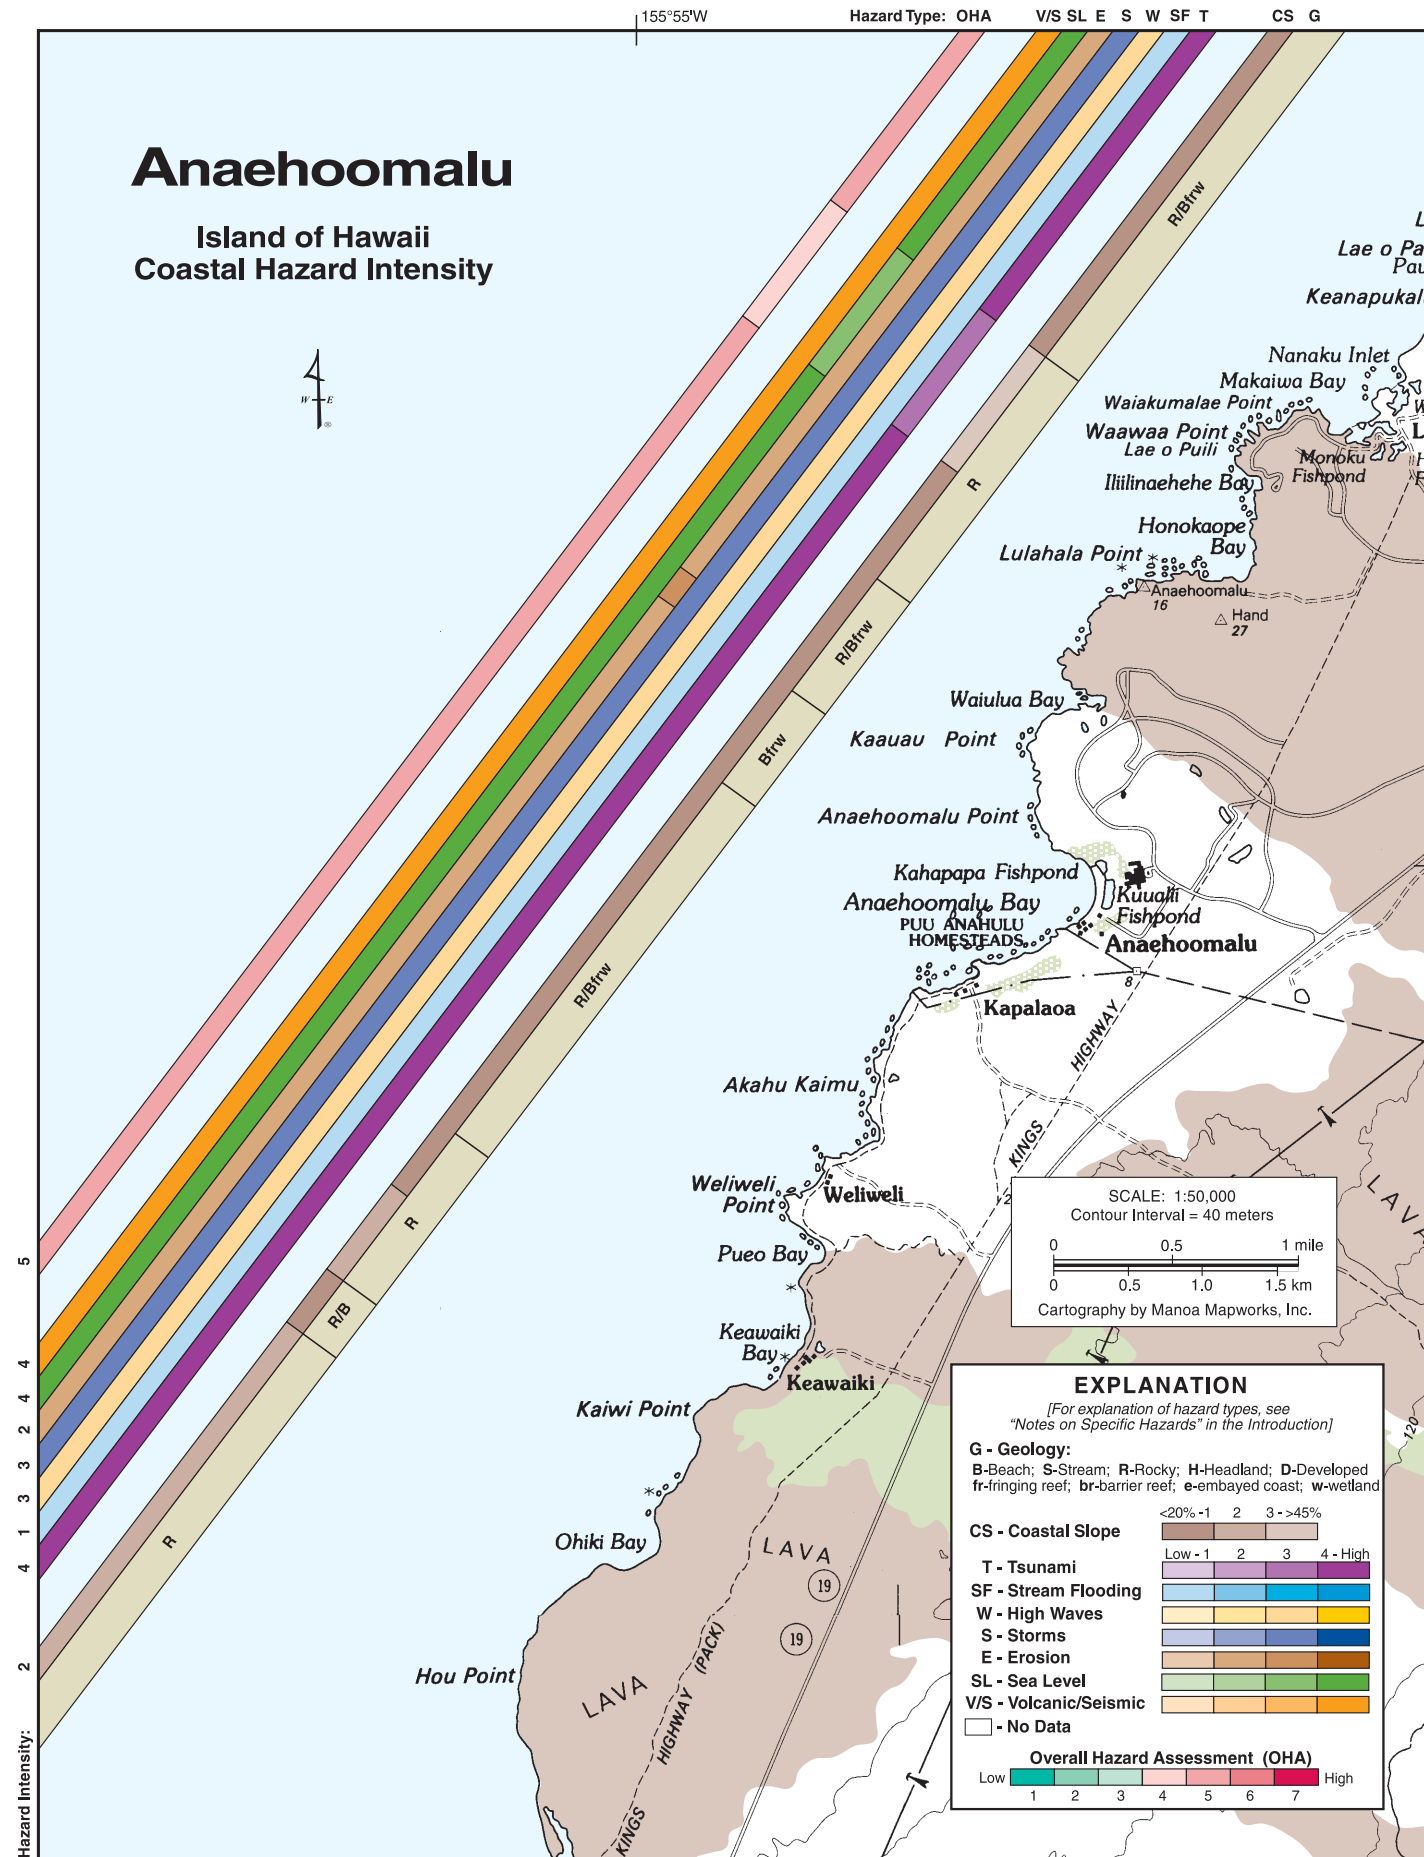 155°55'W
Hazard Type: OHA V/S SL E S W SF T CS G
Anaehoomalu
Island of Hawaii
Coastal Hazard Intensity
W E
®
R/Bfrw
R
R/Bfrw
Bfrw
R/Bfrw
R
R/B
R
Lae o Pa
Keanapukal
Nanaku Inlet
Makaiwa Bay
Waiakumalae Point
Waawaa Point
Lae o Puili
Monoku
Fishpond
Iliilinaehehe Bay
Honokaope
Bay
Lulahala Point
Anaehoomalu
16
Hand
27
Waiulua Bay
Kaauau Point
Anaehoomalu Point
Kahapapa Fishpond
Kuualii
Fishpond
Anaehoomalu Bay
PUU ANAHULU
HOMESTEADS
Anaehoomalu
8
Kapalaoa
HIGHWAY
Akahu Kaimu
KINGS
Weliweli
Point
Weliweli
Pueo Bay
LAVA
SCALE: 1:50,000
Contour Interval = 40 meters
0 0.5 1 mile
0.5 1.0 1.5 km
Cartography by Manoa Mapworks, Inc.
Keawaiki
Bay
Keawaiki
Kaiwi Point
120
Ohiki Bay
LAVA
19
19
Hou Point
LAVA
HIGHWAY (PACK)
KINGS
5
4
4
2
3
3
1
4
2
Hazard Intensity:
EXPLANATION
[For explanation of hazard types, see
"Notes on Specific Hazards" in the Introduction]
G - Geology:
B-Beach; S-Stream; R-Rocky; H-Headland; D-Developed
fr-fringing reef; br-barrier reef; e-embayed coast; w-wetland
<20% -1 2 3 - >45%
CS - Coastal Slope
Low - 1 2 3 4 - High
T - Tsunami
SF - Stream Flooding
W - High Waves
S - Storms
E - Erosion
SL - Sea Level
V/S - Volcanic/Seismic
- No Data
Overall Hazard Assessment (OHA)
Low High
1 2 3 4 5 6 7